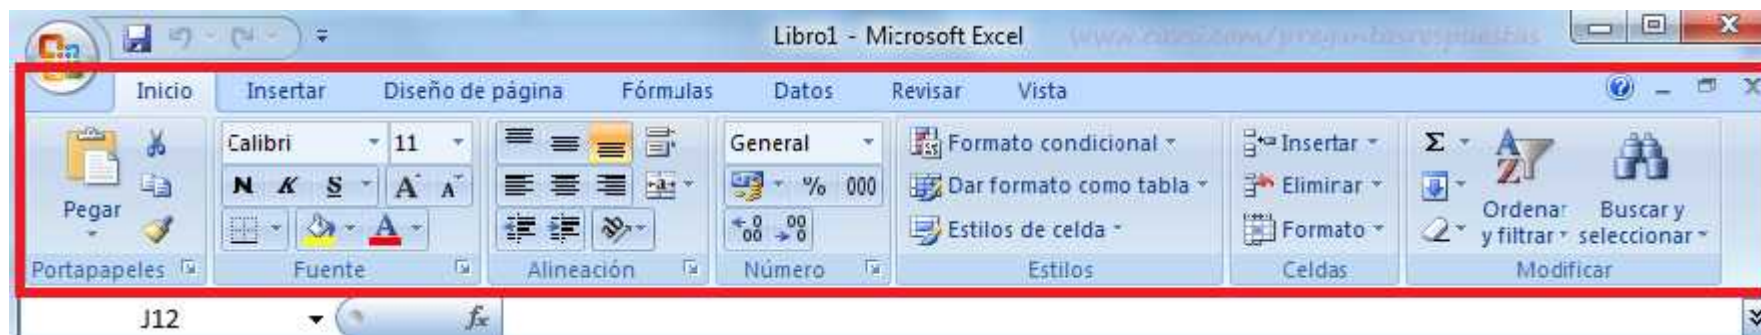 Libro1 - Microsoft Excel
Inicio Insertar Diseño de página Fórmulas Datos Revisar Vista
Calibri 11 General Formato condicional Insertar Σ
N K S A A % 000 Dar formato como tabla Eliminar
Pegar A Estilos de celda Formato Ordenar y filtrar Buscar y seleccionar
Portapapeles Fuente Alineación Número Estilos Celdas Modificar
J12 fx